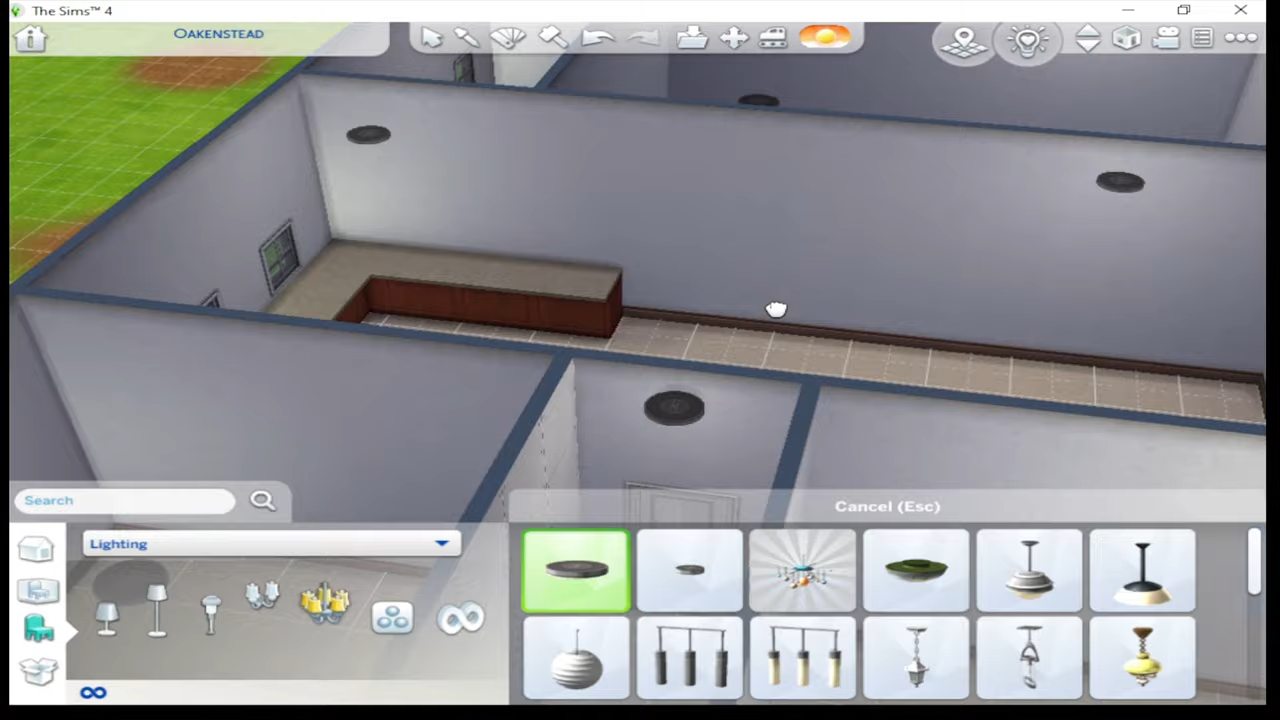 The Sims™ 4
OAKENSTEAD
Search
Cancel (Esc)
Lighting